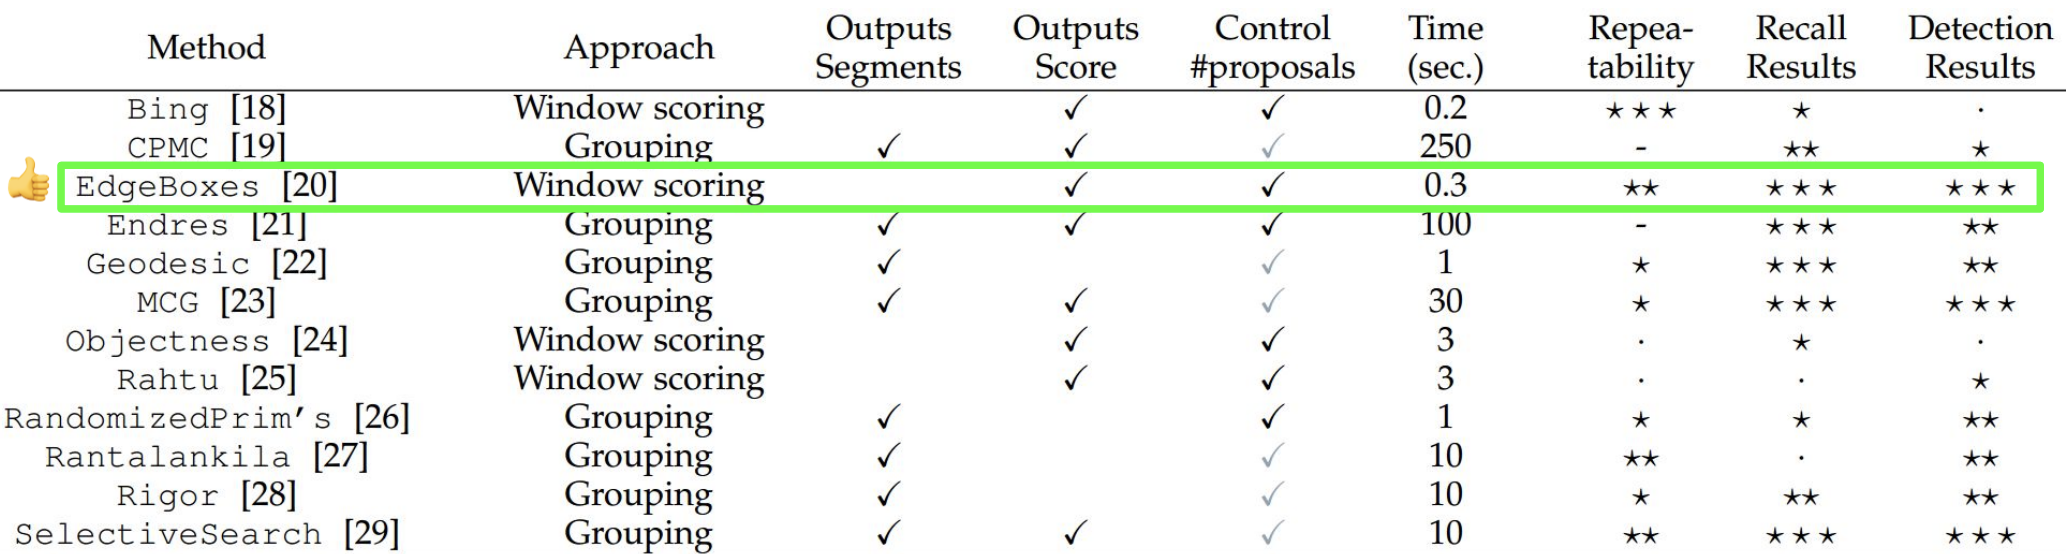 Method Approach Outputs Segments Outputs Score Control #proposals Time (sec.) Repea-tability Recall Results Detection Results
Bing [18] Window scoring ✓ ✓ 0.2 ⋆⋆⋆ ⋆ ·
CPMC [19] Grouping ✓ ✓ ✓ 250 - ⋆⋆ ⋆
EdgeBoxes [20] Window scoring ✓ ✓ 0.3 ⋆⋆ ⋆⋆⋆ ⋆⋆⋆
Endres [21] Grouping ✓ ✓ ✓ 100 - ⋆⋆⋆ ⋆⋆
Geodesic [22] Grouping ✓ ✓ 1 ⋆ ⋆⋆⋆ ⋆⋆
MCG [23] Grouping ✓ ✓ ✓ 30 ⋆ ⋆⋆⋆ ⋆⋆⋆
Objectness [24] Window scoring ✓ ✓ 3 · ⋆ ·
Rahtu [25] Window scoring ✓ ✓ 3 · · ⋆
RandomizedPrim's [26] Grouping ✓ ✓ 1 ⋆ ⋆ ⋆⋆
Rantalankila [27] Grouping ✓ ✓ 10 ⋆⋆ · ⋆⋆
Rigor [28] Grouping ✓ ✓ 10 ⋆ ⋆⋆ ⋆⋆
SelectiveSearch [29] Grouping ✓ ✓ ✓ 10 ⋆⋆ ⋆⋆⋆ ⋆⋆⋆